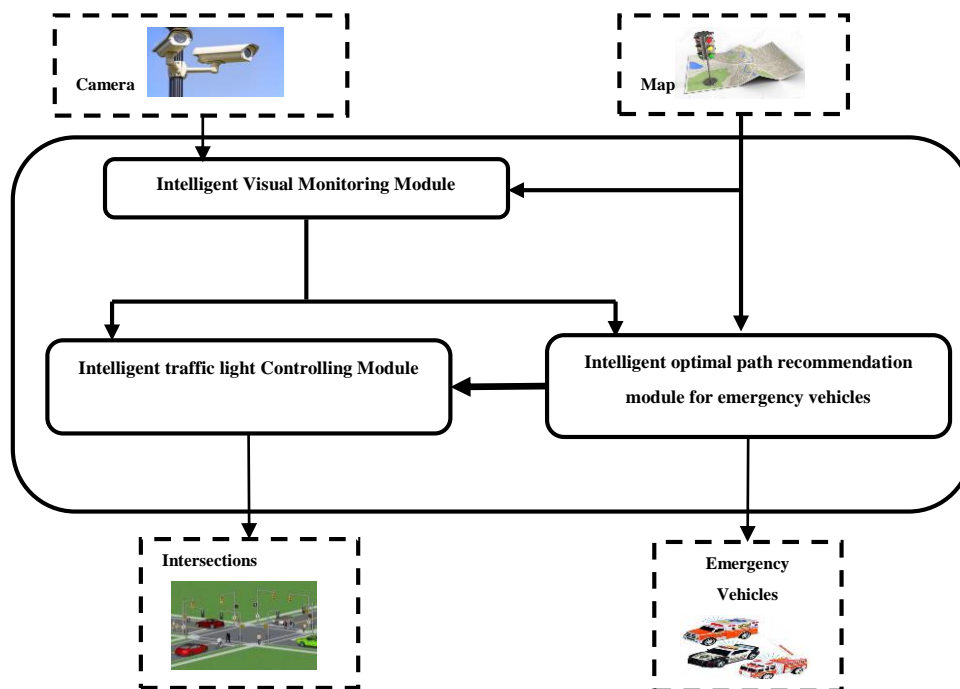 Camera
Map
Intelligent Visual Monitoring Module
Intelligent traffic light Controlling Module
Intelligent optimal path recommendation
module for emergency vehicles
Intersections
Emergency
Vehicles